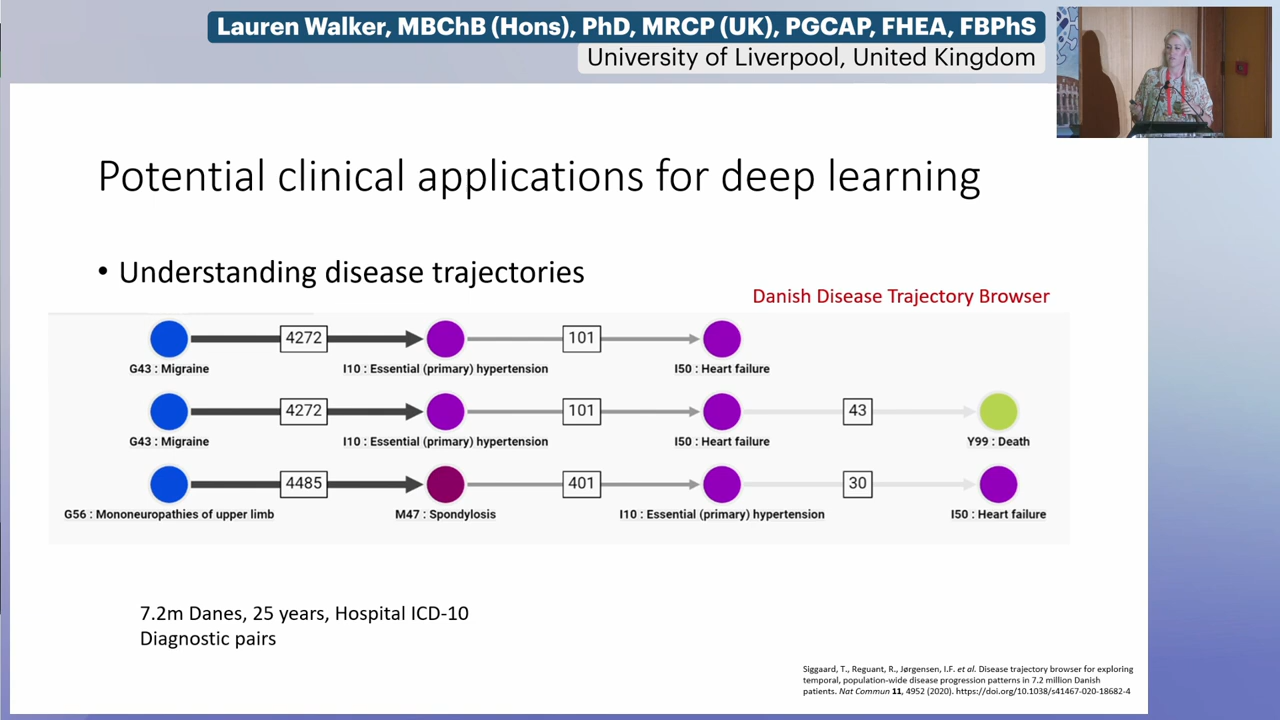 Lauren Walker, MBChB (Hons), PhD, MRCP (UK), PGCAP, FHEA, FBPhS
University of Liverpool, United Kingdom
Potential clinical applications for deep learning
• Understanding disease trajectories
Danish Disease Trajectory Browser
4272 101
G43 : Migraine I10 : Essential (primary) hypertension I50 : Heart failure
4272 101 43
G43 : Migraine I10 : Essential (primary) hypertension I50 : Heart failure Y99 : Death
4485 401 30
G56 : Mononeuropathies of upper limb M47 : Spondylosis I10 : Essential (primary) hypertension I50 : Heart failure
7.2m Danes, 25 years, Hospital ICD-10
Diagnostic pairs
Siggaard, T., Reguant, R., Jørgensen, I.F. et al. Disease trajectory browser for exploring
temporal, population-wide disease progression patterns in 7.2 million Danish
patients. Nat Commun 11, 4952 (2020). https://doi.org/10.1038/s41467-020-18682-4